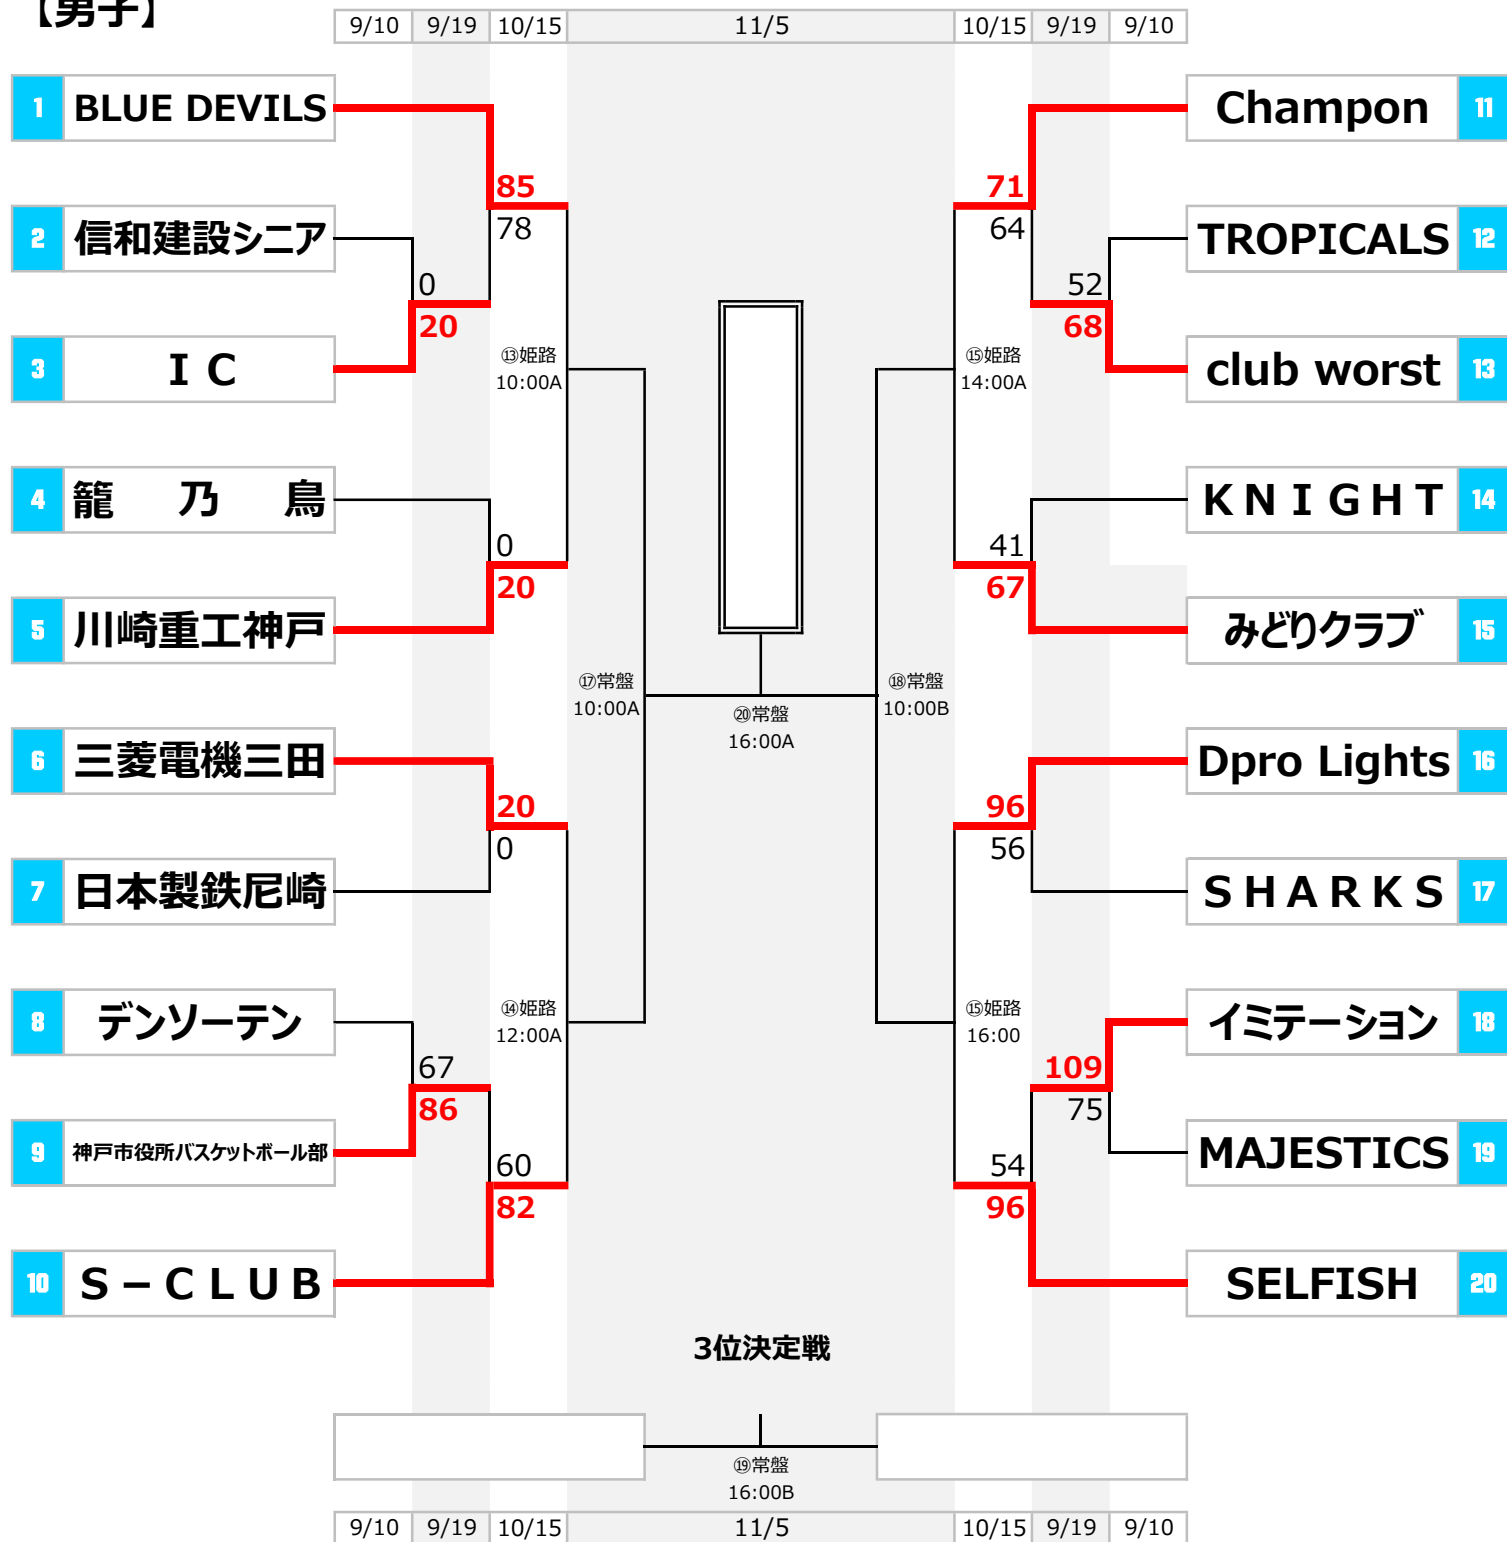 【男子】
9/10 9/19 10/15 11/5 10/15 9/19 9/10
1 BLUE DEVILS
Champon 11
85
71
78
64
2 信和建設シニア
TROPICALS 12
0
52
20
68
3 I C
⑬姫路
10:00A
⑮姫路
14:00A
club worst 13
4 籠 乃 鳥
K N I G H T 14
0
41
20
67
5 川崎重工神戸
みどりクラブ 15
⑰常盤
10:00A
⑱常盤
10:00B
⑳常盤
16:00A
6 三菱電機三田
Dpro Lights 16
20
96
0
56
7 日本製鉄尼崎
S H A R K S 17
8 デンソーテン
⑭姫路
12:00A
⑮姫路
16:00
イミテーション 18
67
109
86
75
9 神戸市役所バスケットボール部
MAJESTICS 19
60
54
82
96
10 S − C L U B
SELFISH 20
3位決定戦
⑲常盤
16:00B
9/10 9/19 10/15 11/5 10/15 9/19 9/10